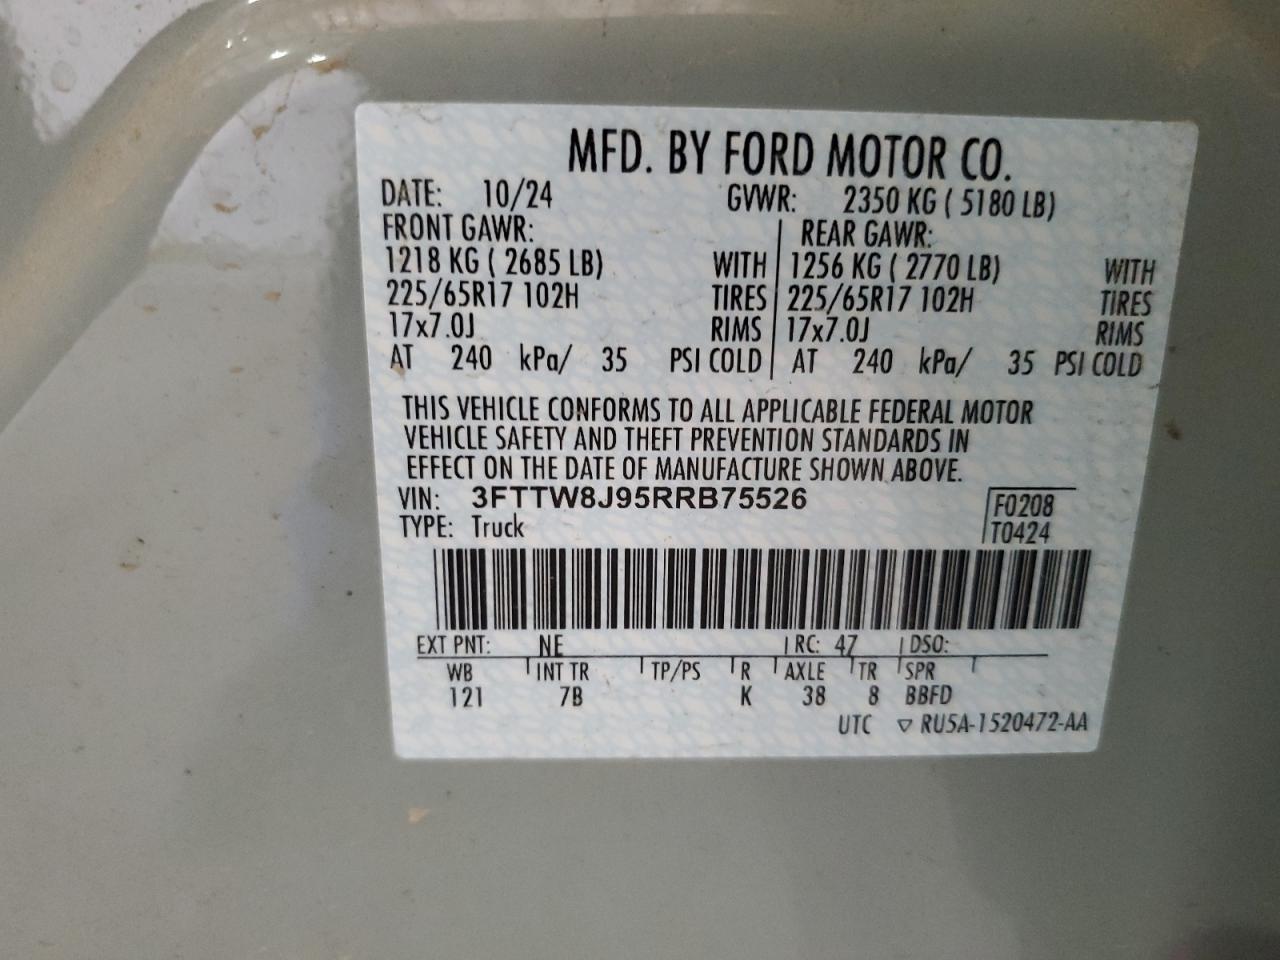 MFD. BY FORD MOTOR CO.
DATE: 10/24 GVWR: 2350 KG ( 5180 LB)
FRONT GAWR: REAR GAWR:
1218 KG ( 2685 LB) WITH 1256 KG ( 2770 LB) WITH
225/65R17 102H TIRES 225/65R17 102H TIRES
17x7.0J RIMS 17x7.0J RIMS
AT 240 kPa/ 35 PSI COLD AT 240 kPa/ 35 PSI COLD
THIS VEHICLE CONFORMS TO ALL APPLICABLE FEDERAL MOTOR
VEHICLE SAFETY AND THEFT PREVENTION STANDARDS IN
EFFECT ON THE DATE OF MANUFACTURE SHOWN ABOVE.
VIN: 3FTTW8J95RRB75526 F0208
TYPE: Truck T0424
EXT PNT: NE RC: 47 DSO:
WB INT TR TP/PS R AXLE TR SPR
121 7B K 38 8 BBFD
UTC ▽ RU5A-1520472-AA